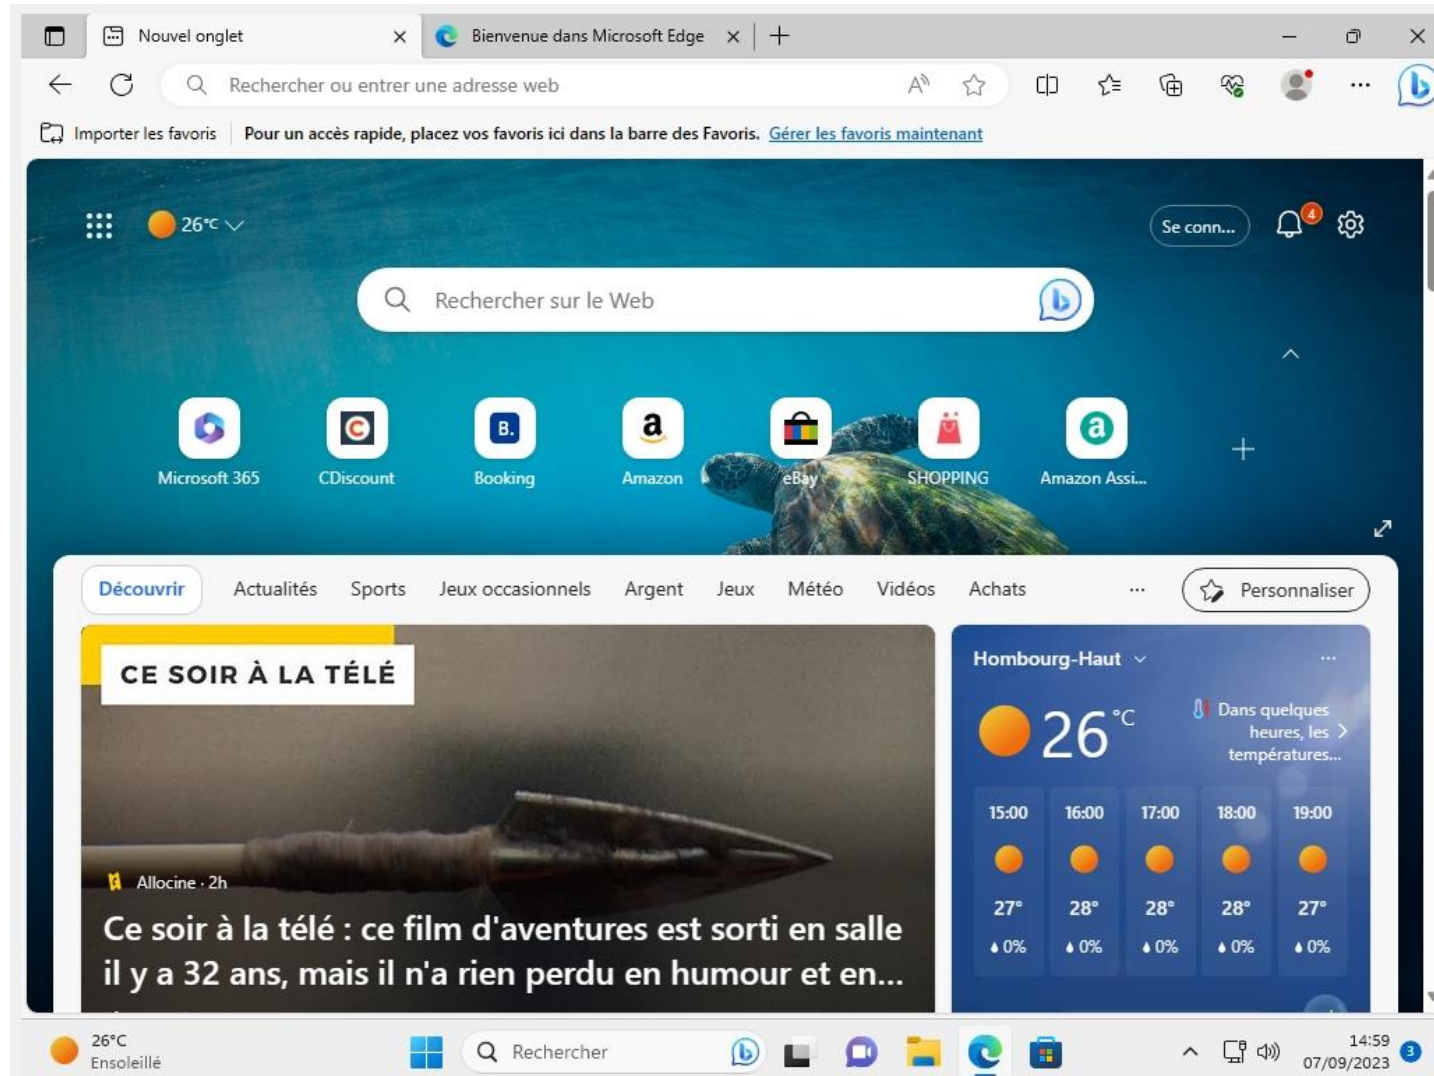 Nouvel onglet
Bienvenue dans Microsoft Edge
Rechercher ou entrer une adresse web
Importer les favoris
Pour un accès rapide, placez vos favoris ici dans la barre des Favoris. Gérer les favoris maintenant
26°C
Se conn...
4
Rechercher sur le Web
B.
a
a
Microsoft 365
CDiscount
Booking
Amazon
eBay
SHOPPING
Amazon Assi...
Découvrir
Actualités
Sports
Jeux occasionnels
Argent
Jeux
Météo
Vidéos
Achats
...
Personnaliser
CE SOIR À LA TÉLÉ
Allocine · 2h
Ce soir à la télé : ce film d'aventures est sorti en salle
il y a 32 ans, mais il n'a rien perdu en humour et en...
Hombourg-Haut
26 °C
Dans quelques
heures, les
températures...
15:00 16:00 17:00 18:00 19:00
27° 28° 28° 28° 27°
0% 0% 0% 0% 0%
26°C
Ensoleillé
Rechercher
14:59
07/09/2023
3